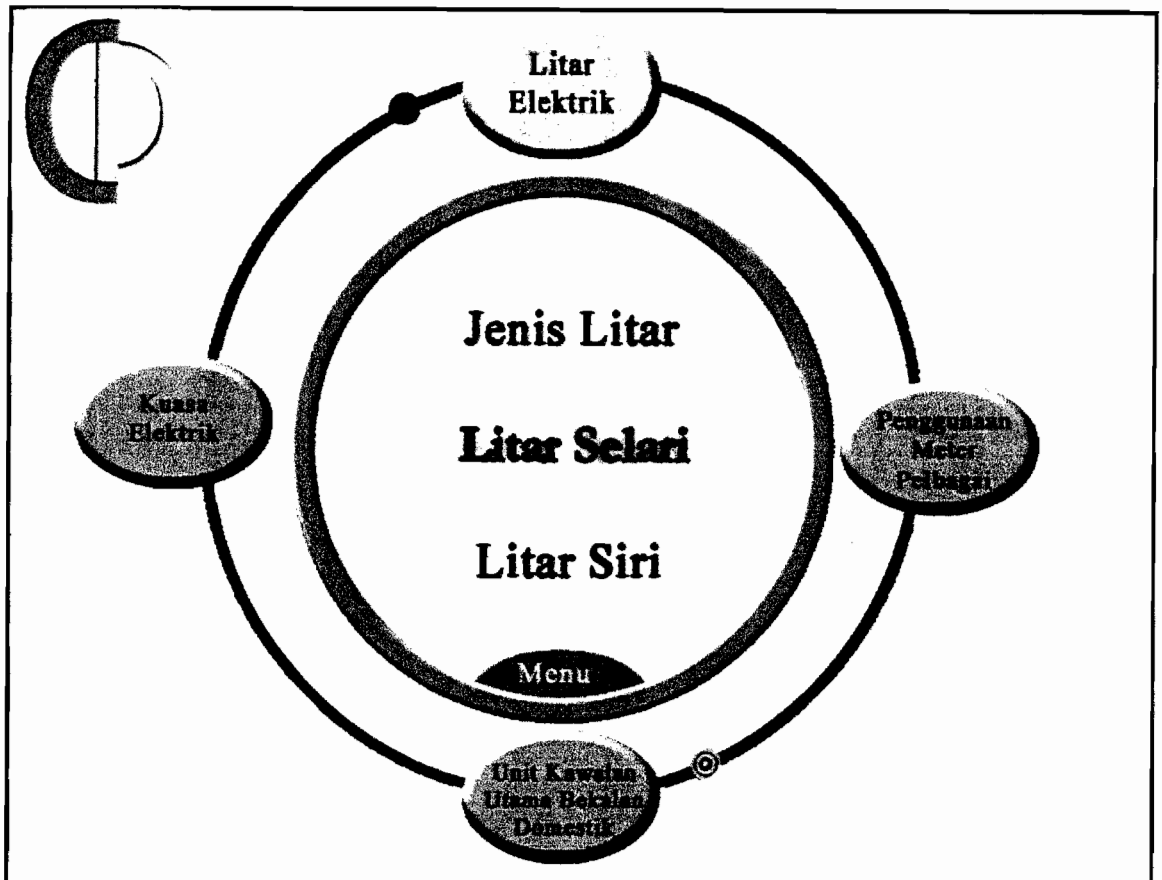 Litar
Elektrik
Jenis Litar
Kuasa
Elektrik
Litar Selari
Penggunaan
Meter
Pelbagai
Litar Siri
Menu
Unit Kawalan
Utama Bekalan
Domestik